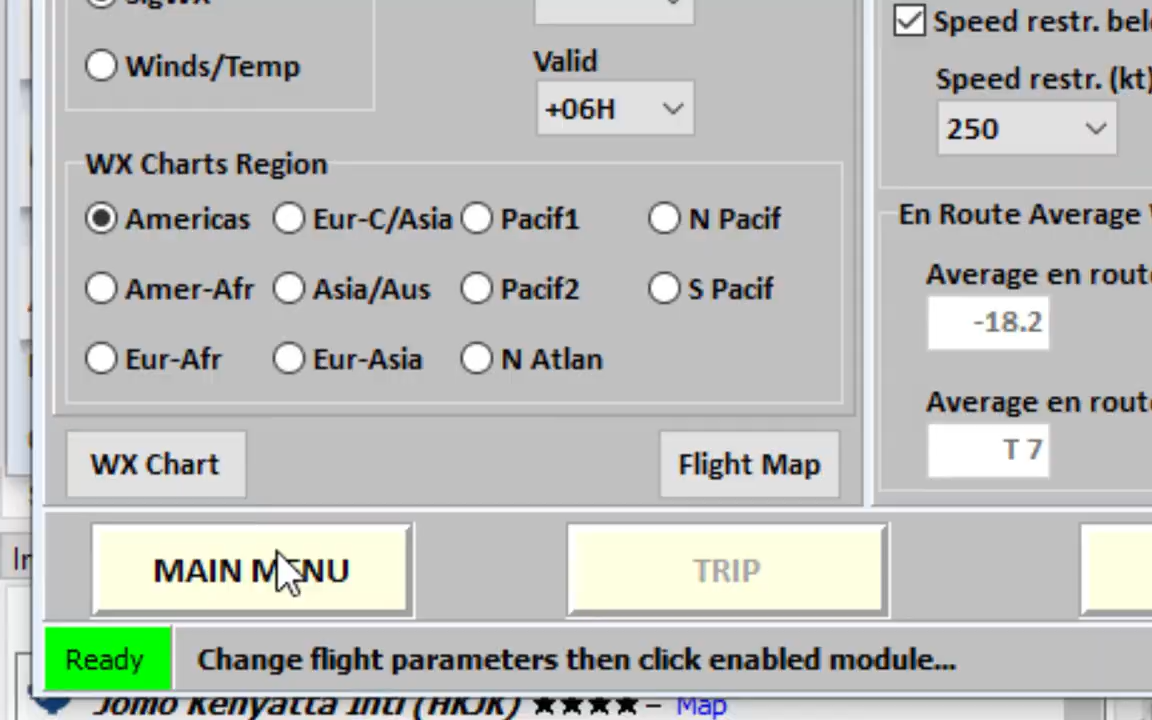 SigWX
Speed restr. bel
Winds/Temp
Valid
Speed restr. (kt)
+06H
250
WX Charts Region
Americas Eur-C/Asia Pacif1 N Pacif
En Route Average
Average en rout
Amer-Afr Asia/Aus Pacif2 S Pacif
-18.2
Eur-Afr Eur-Asia N Atlan
Average en rout
T 7
WX Chart Flight Map
MAIN MENU TRIP
Ready Change flight parameters then click enabled module...
Jomo Kenyatta Intl (HKJK) ★★★★– Map